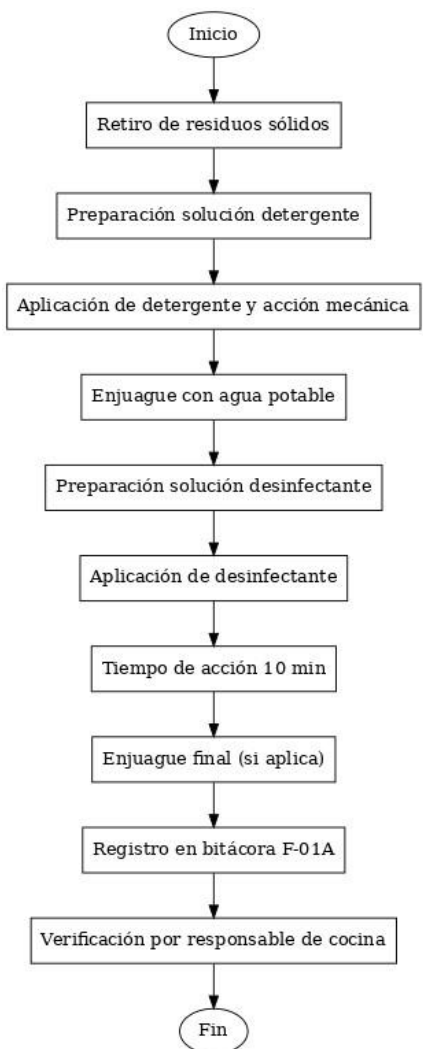 Inicio
Retiro de residuos sólidos
Preparación solución detergente
Aplicación de detergente y acción mecánica
Enjuague con agua potable
Preparación solución desinfectante
Aplicación de desinfectante
Tiempo de acción 10 min
Enjuague final (si aplica)
Registro en bitácora F-01A
Verificación por responsable de cocina
Fin